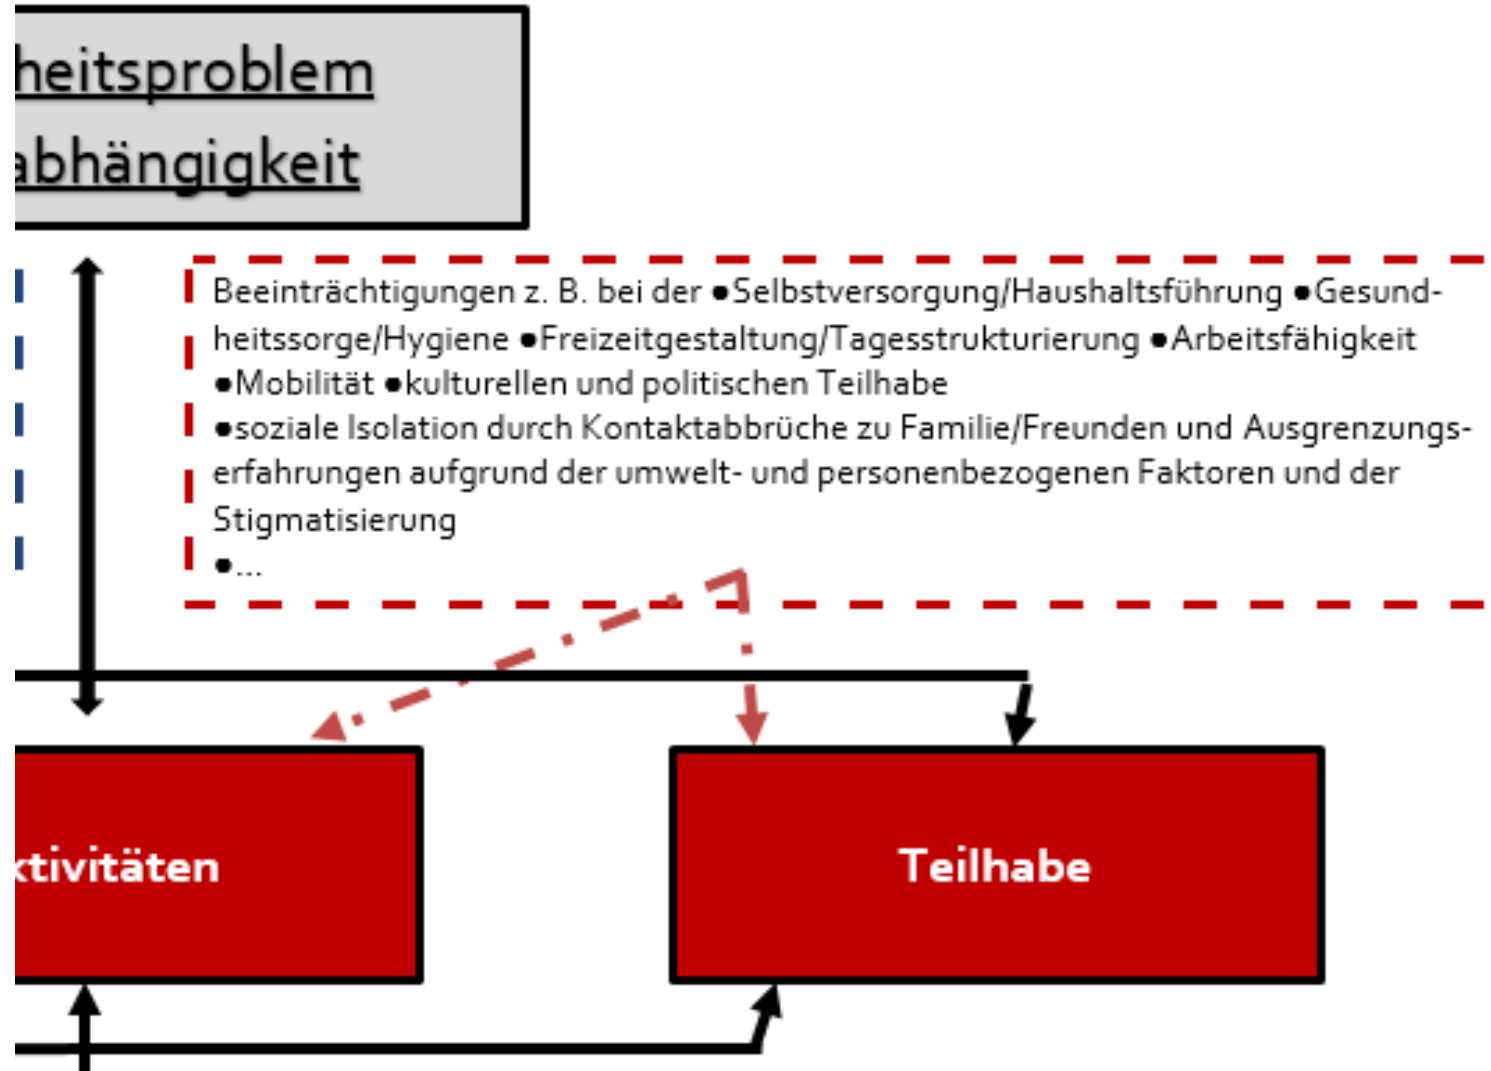 heitsproblem
abhängigkeit
Beeinträchtigungen z. B. bei der ●Selbstversorgung/Haushaltsführung ●Gesund-
heitssorge/Hygiene ●Freizeitgestaltung/Tagesstrukturierung ●Arbeitsfähigkeit
●Mobilität ●kulturellen und politischen Teilhabe
●soziale Isolation durch Kontaktabbrüche zu Familie/Freunden und Ausgrenzungs-
erfahrungen aufgrund der umwelt- und personenbezogenen Faktoren und der
Stigmatisierung
●...
ktivitäten
Teilhabe